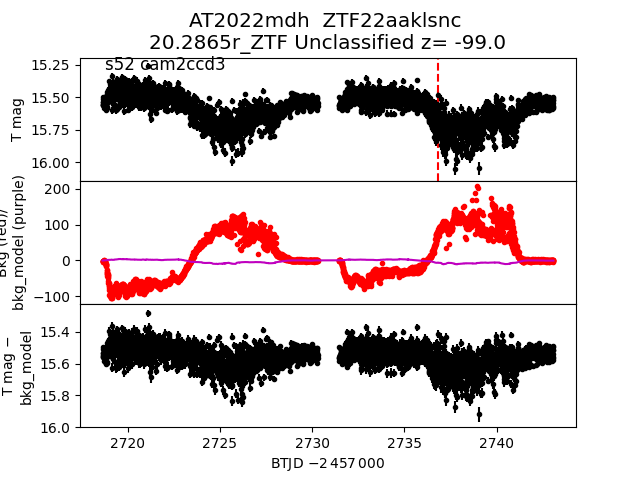 AT2022mdh  ZTF22aaklsnc
20.2865r_ZTF Unclassified z= -99.0
s52 cam2ccd3
15.25
15.50
15.75
16.00
T mag
200
100
0
−100
Bkg (red)/
bkg_model (purple)
15.4
15.6
15.8
16.0
T mag −
bkg_model
2720 2725 2730 2735 2740
BTJD −2 457 000